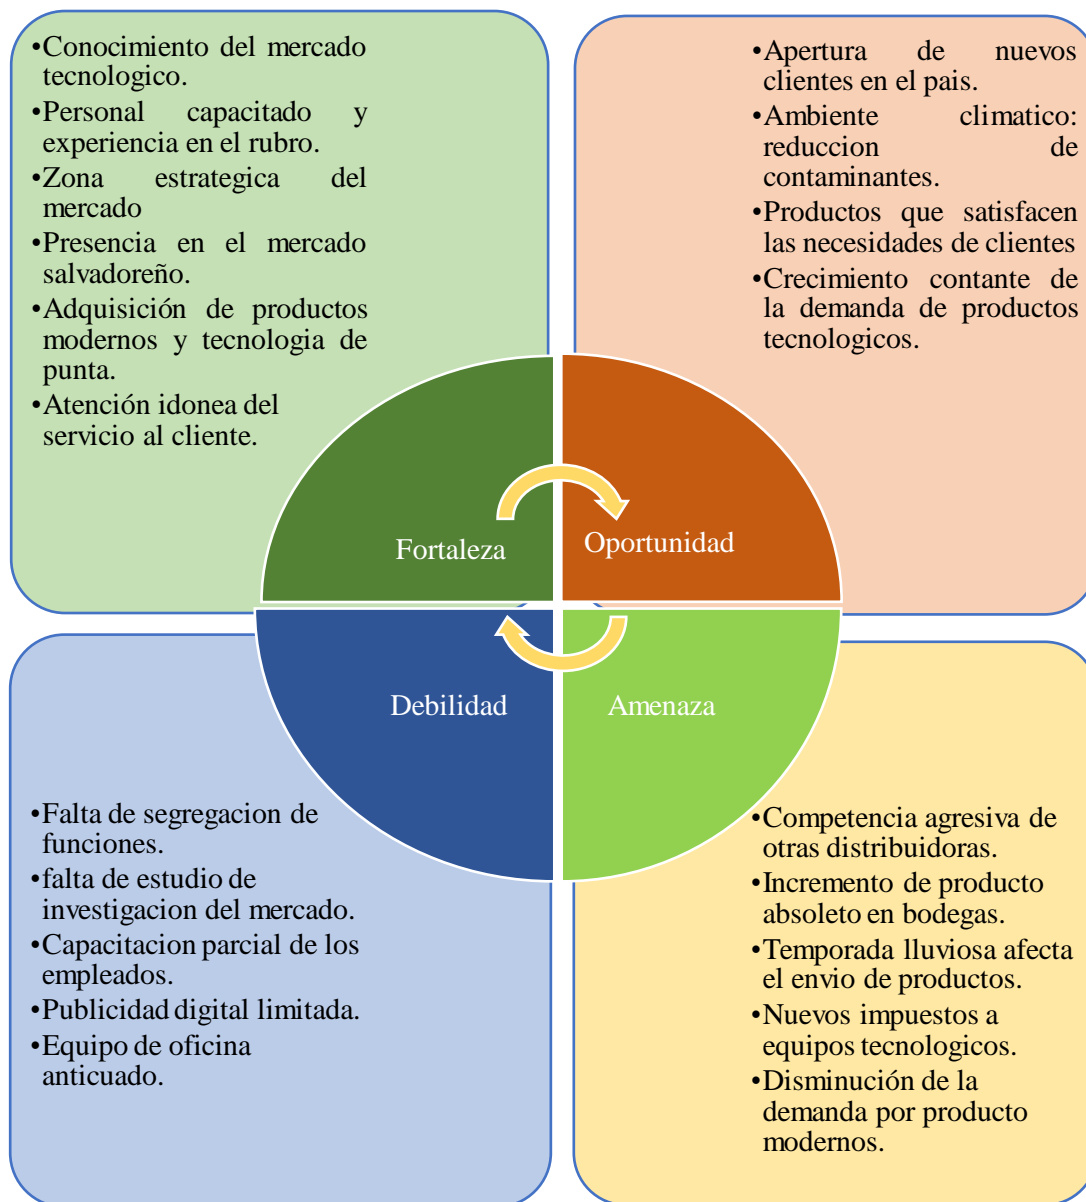 •Conocimiento del mercado
tecnologico.
•Personal capacitado y
experiencia en el rubro.
•Zona estrategica del
mercado
•Presencia en el mercado
salvadoreño.
•Adquisición de productos
modernos y tecnologia de
punta.
•Atención idonea del
servicio al cliente.
•Apertura de nuevos
clientes en el pais.
•Ambiente climatico:
reduccion de
contaminantes.
•Productos que satisfacen
las necesidades de clientes
•Crecimiento contante de
la demanda de productos
tecnologicos.
Fortaleza
Oportunidad
Debilidad
Amenaza
•Falta de segregacion de
funciones.
•falta de estudio de
investigacion del mercado.
•Capacitacion parcial de los
empleados.
•Publicidad digital limitada.
•Equipo de oficina
anticuado.
•Competencia agresiva de
otras distribuidoras.
•Incremento de producto
absoleto en bodegas.
•Temporada lluviosa afecta
el envio de productos.
•Nuevos impuestos a
equipos tecnologicos.
•Disminución de la
demanda por producto
modernos.